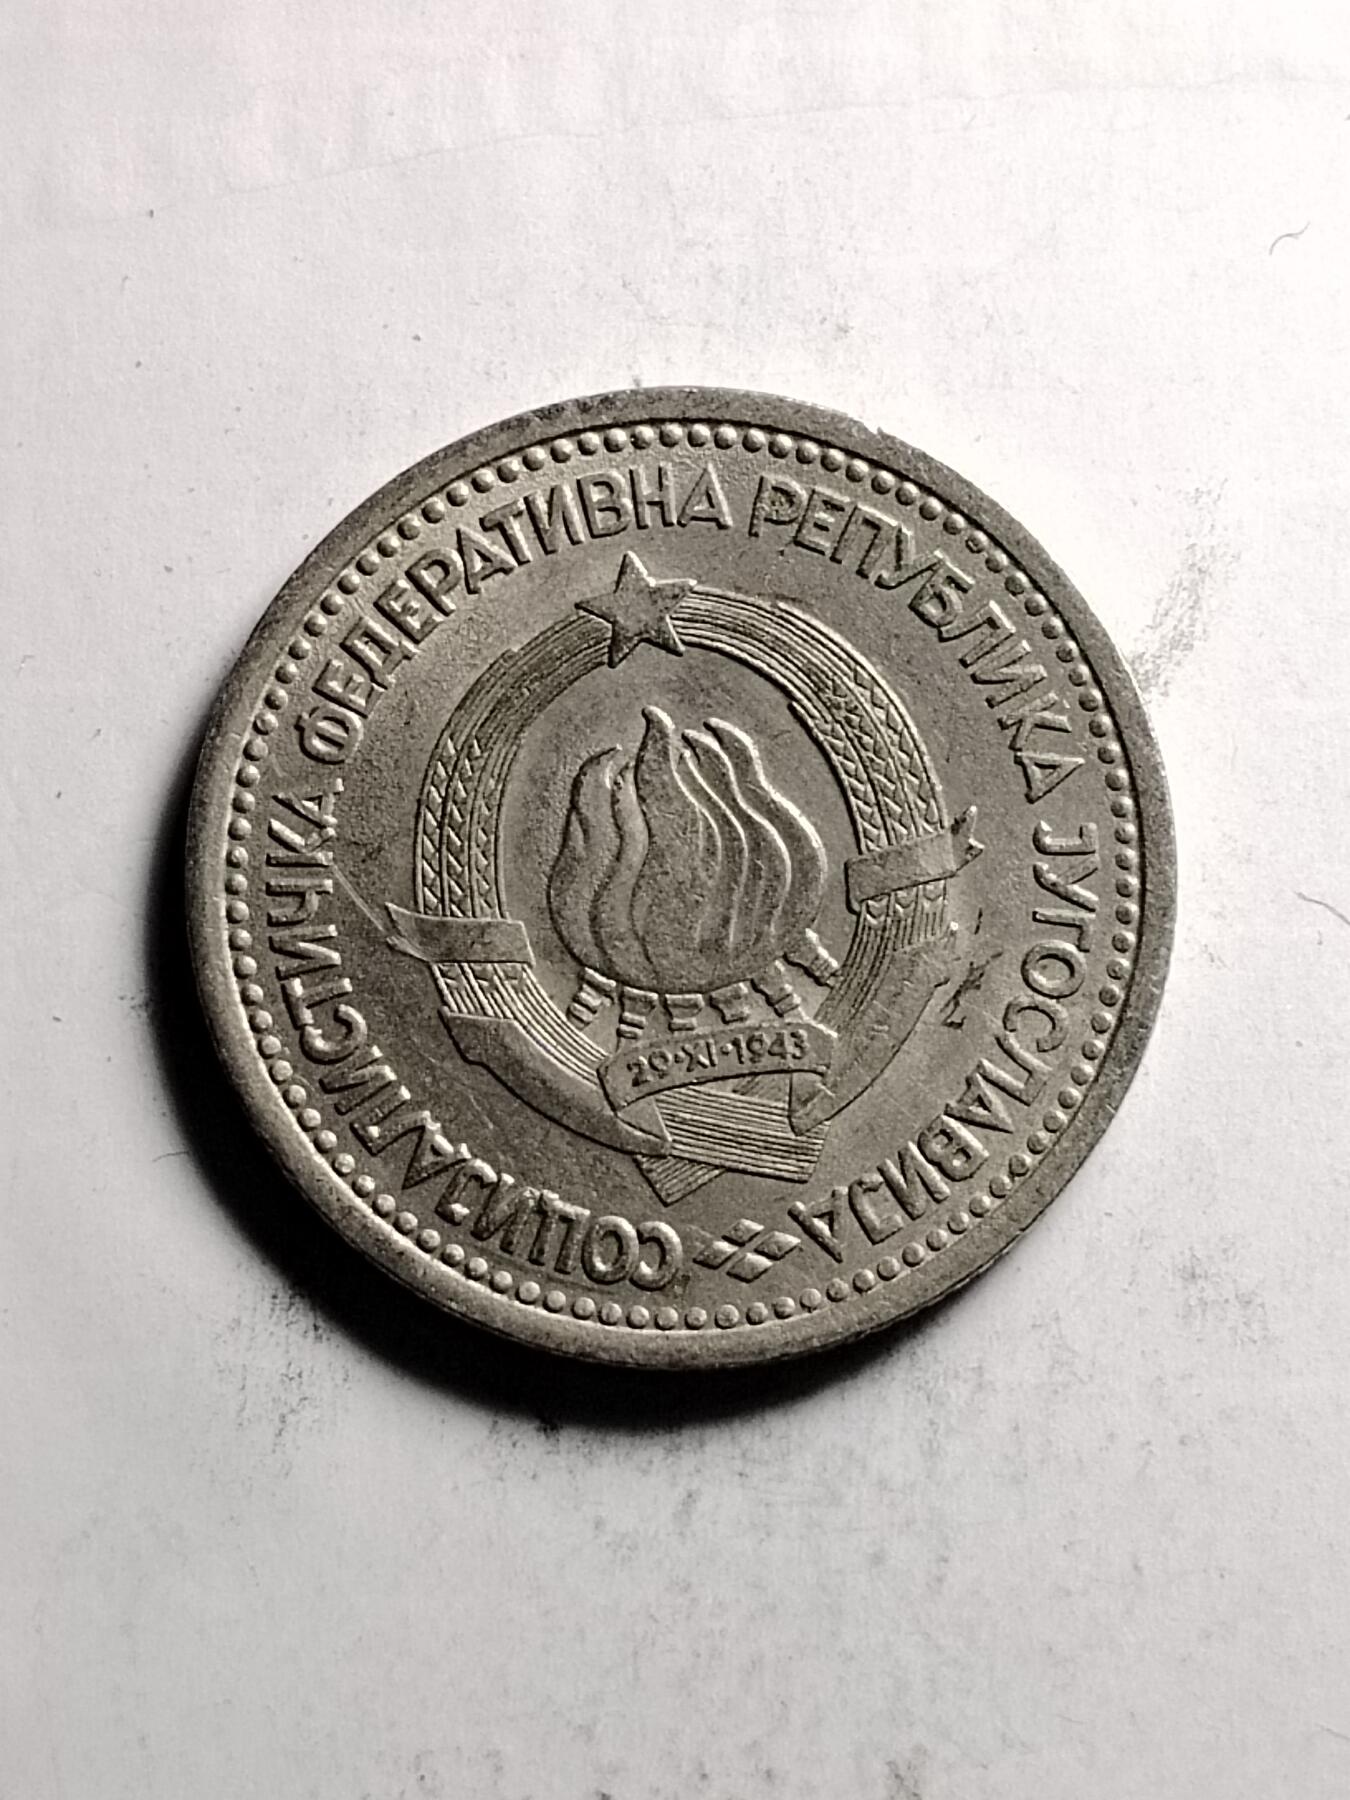 СОЦИЈАЛИСТИЧКА ФЕДЕРАТИВНА РЕПУБЛИКА ЈУГОСЛАВИЈА
29·XI·1943